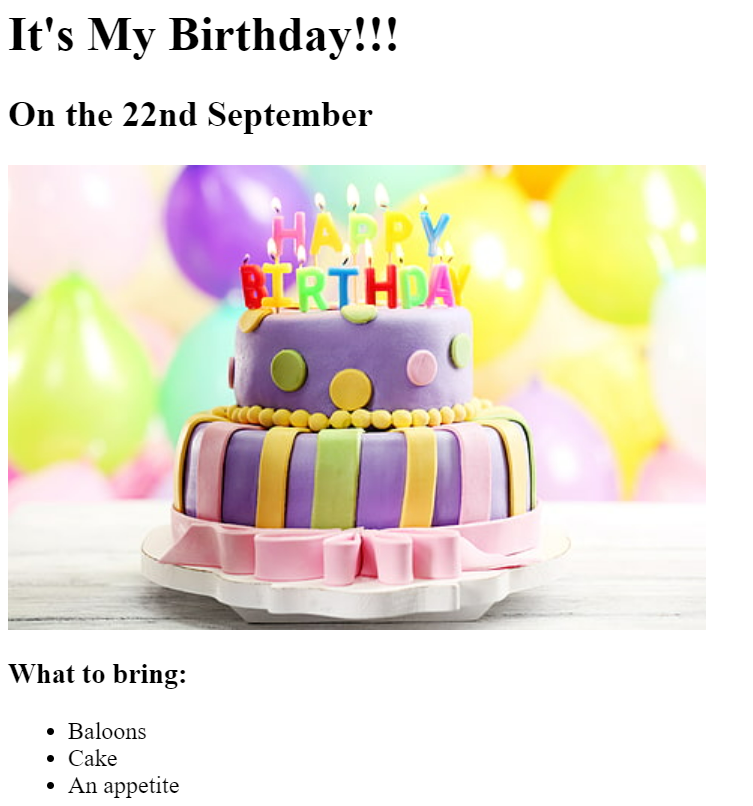 It's My Birthday!!!
On the 22nd September
HAPPY
BIRTHDAY
What to bring:
Baloons
Cake
An appetite